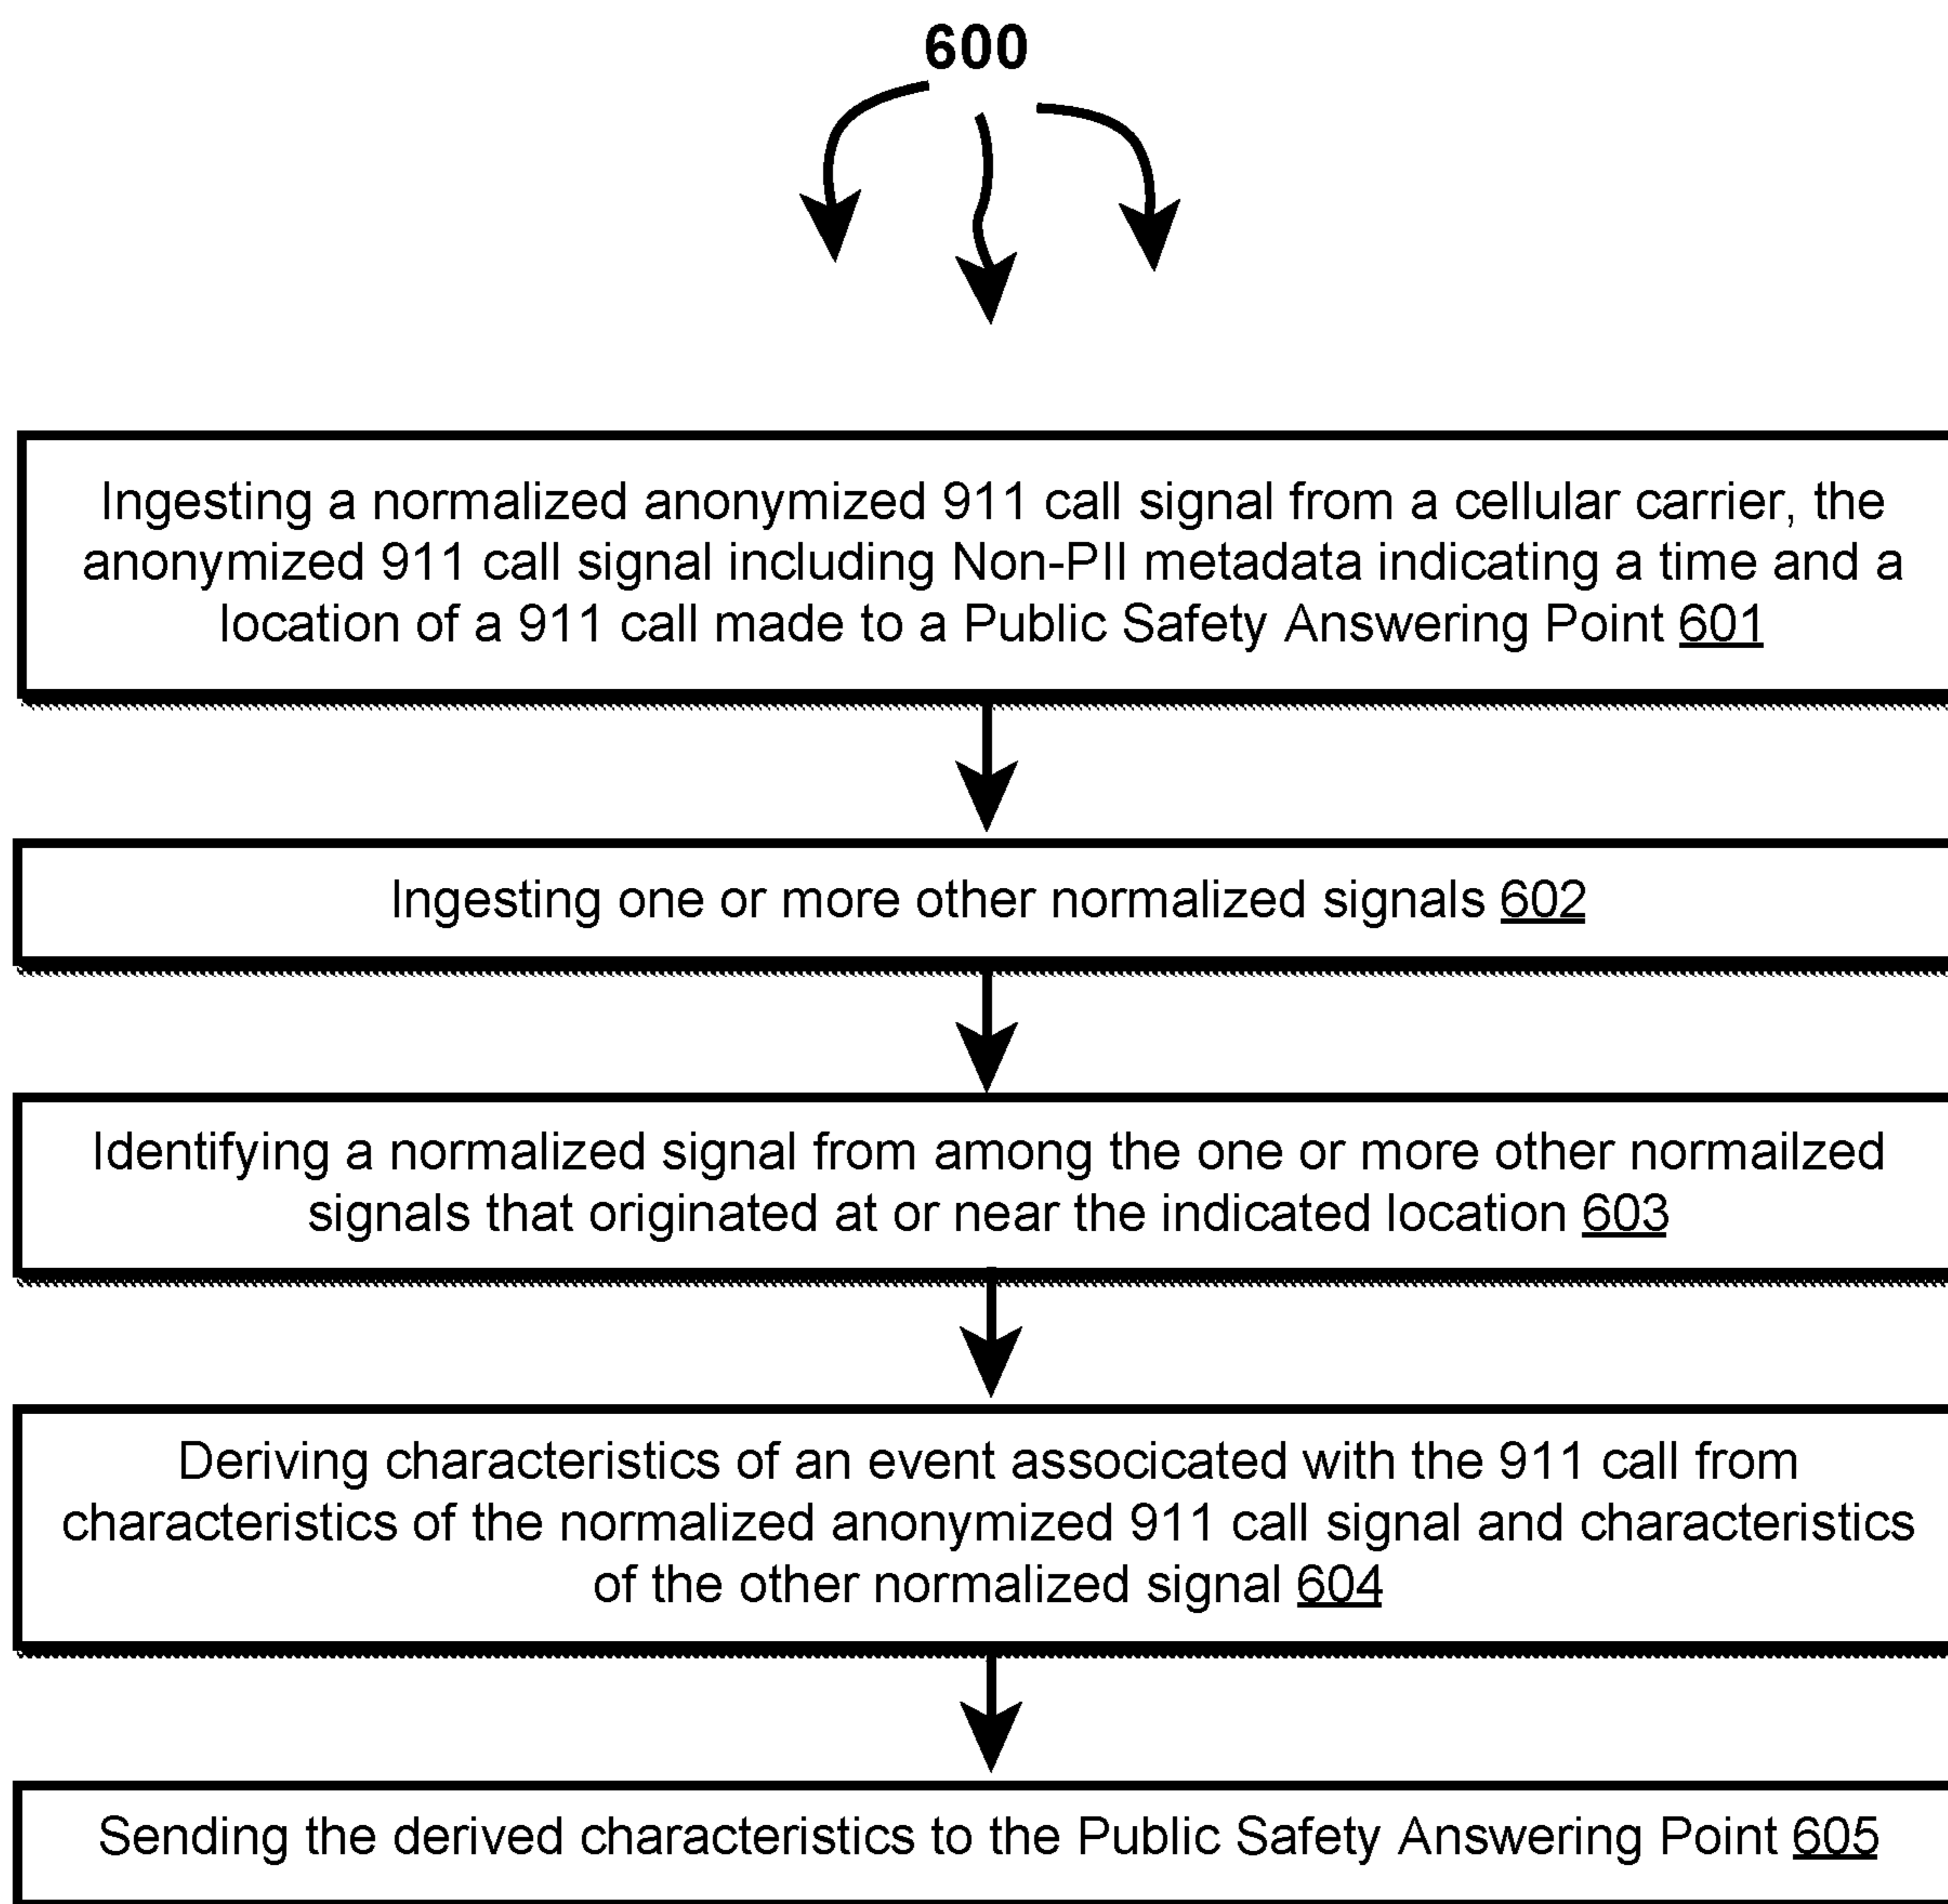 600
Ingesting a normalized anonymized 911 call signal from a cellular carrier, the
anonymized 911 call signal including Non-PII metadata indicating a time and a
location of a 911 call made to a Public Safety Answering Point 601
Ingesting one or more other normalized signals 602
Identifying a normalized signal from among the one or more other normailzed
signals that originated at or near the indicated location 603
Deriving characteristics of an event associcated with the 911 call from
characteristics of the normalized anonymized 911 call signal and characteristics
of the other normalized signal 604
Sending the derived characteristics to the Public Safety Answering Point 605